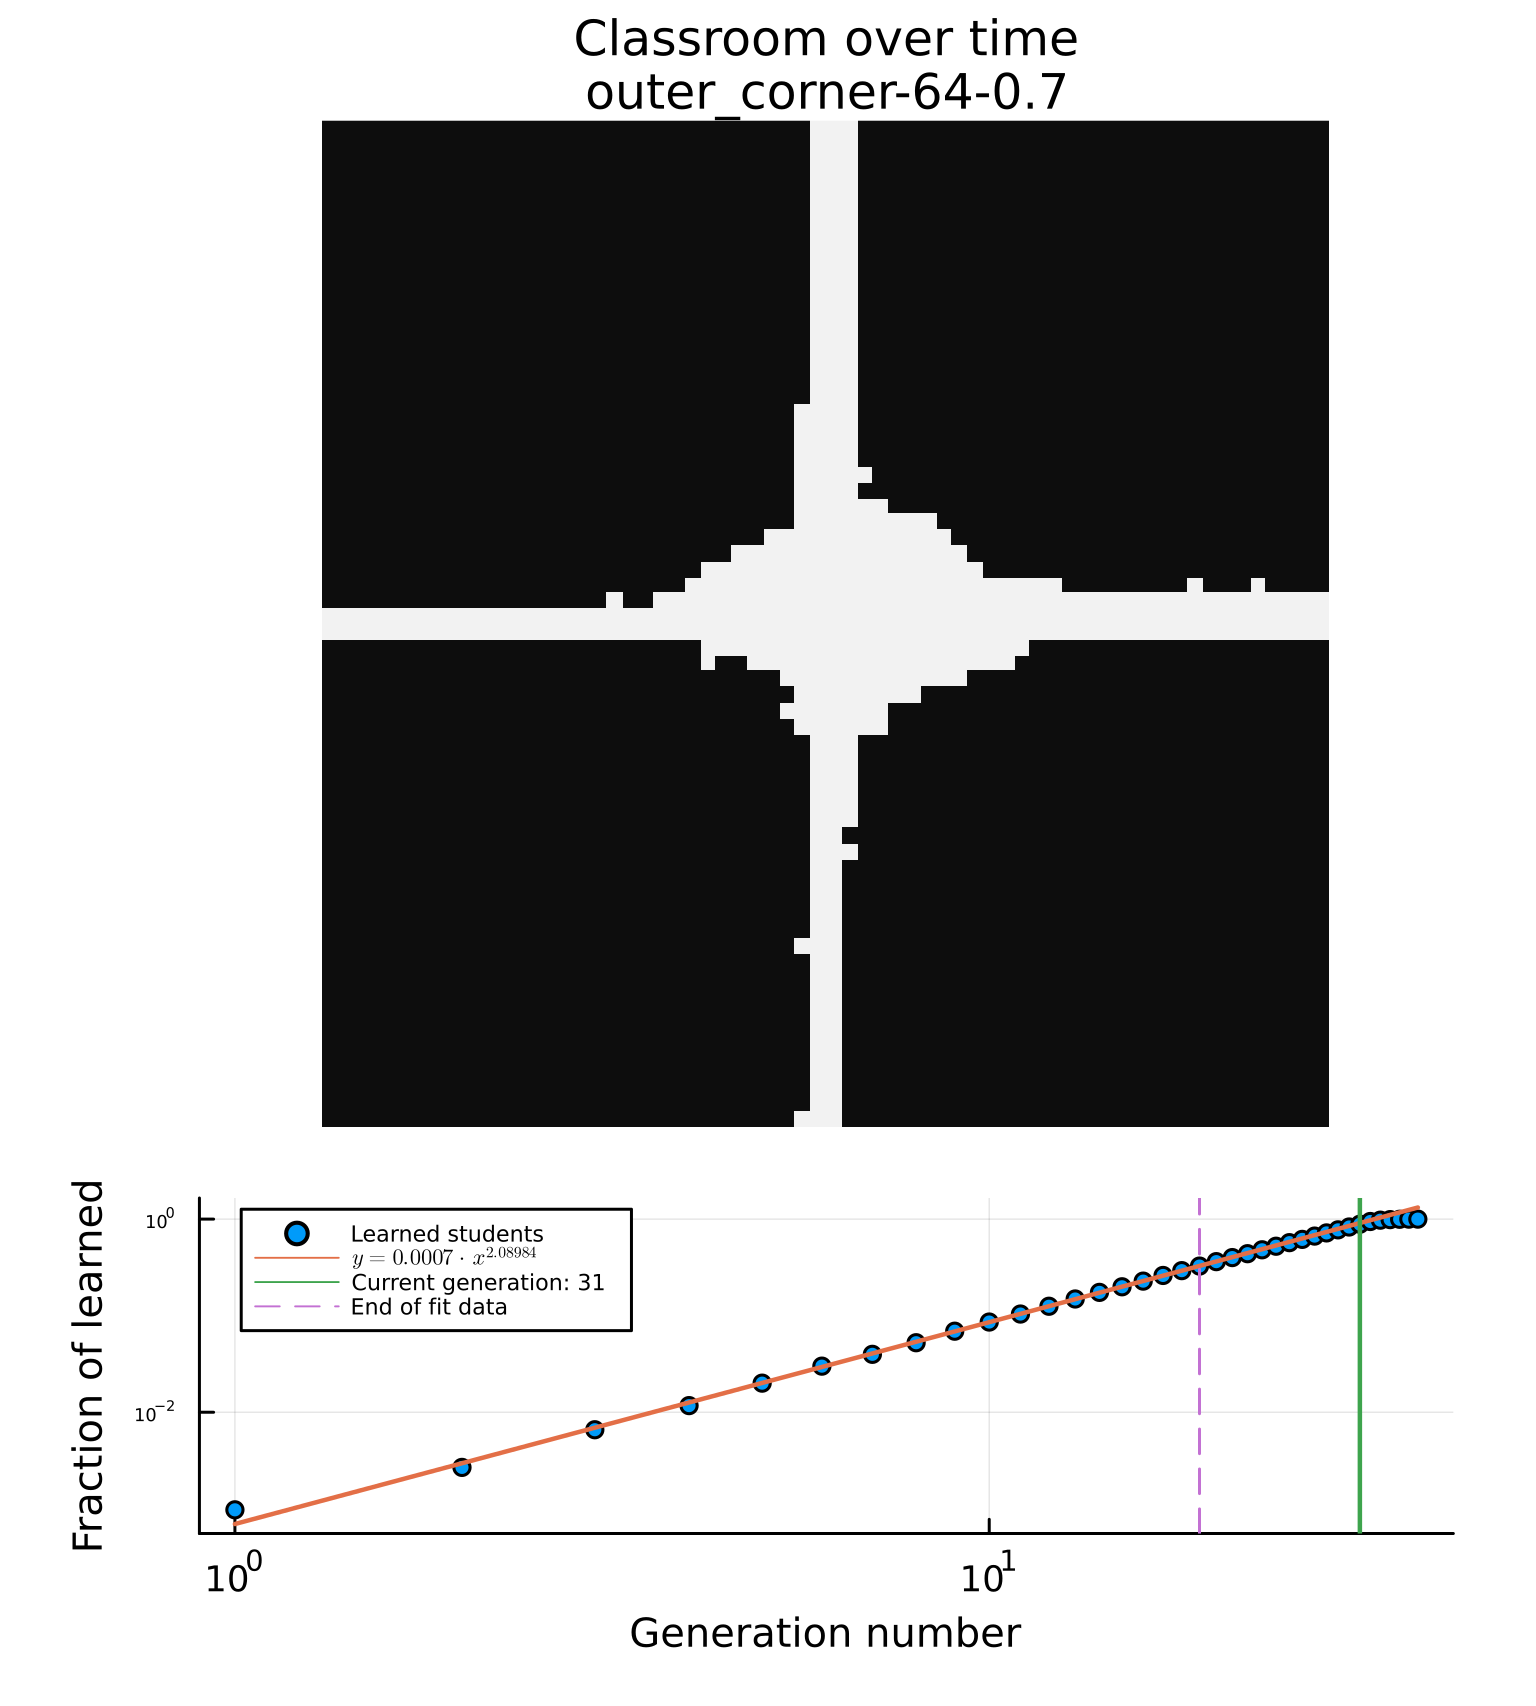 Classroom over time
outer_corner-64-0.7
Fraction of learned
10^0
10^-2
Learned students
y = 0.0007 · x^2.08984
Current generation: 31
End of fit data
10^0
10^1
Generation number